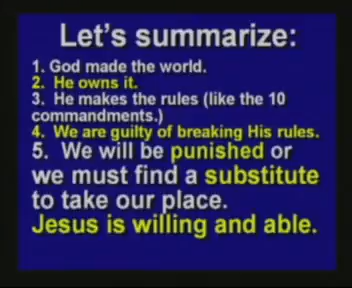 Let's summarize:
1. God made the world.
2. He owns it.
3. He makes the rules (like the 10
commandments.)
4. We are guilty of breaking His rules.
5. We will be punished or
we must find a substitute
to take our place.
Jesus is willing and able.